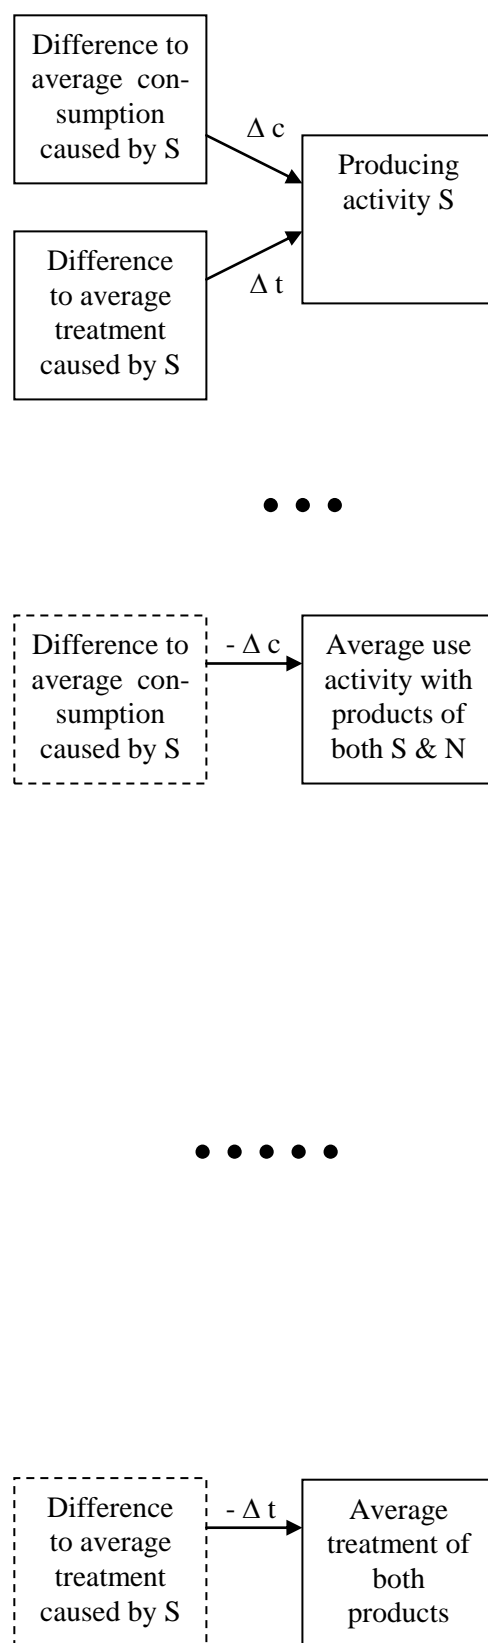 Difference to
average con-
sumption
caused by S
Δ c
Producing
activity S
Difference
to average
treatment
caused by S
Δ t
Difference to
average con-
sumption
caused by S
- Δ c
Average use
activity with
products of
both S & N
Difference
to average
treatment
caused by S
- Δ t
Average
treatment of
both
products